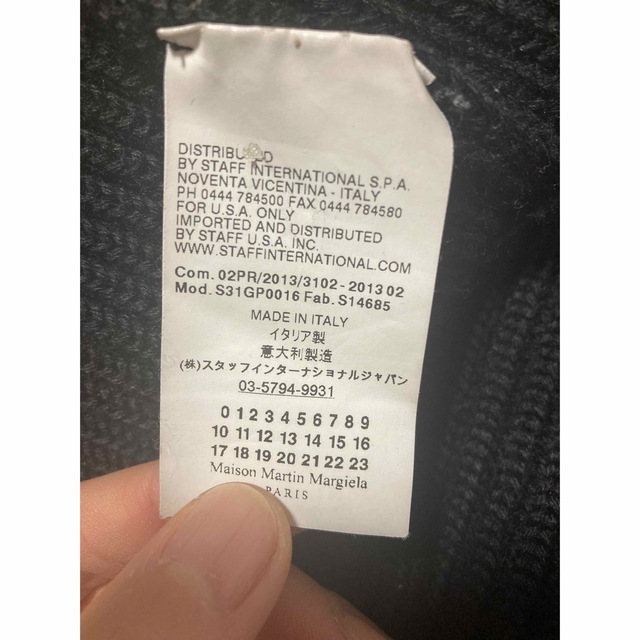 DISTRIBUTED
BY STAFF INTERNATIONAL S.P.A.
NOVENTA VICENTINA - ITALY
PH 0444 784500 FAX 0444 784580
FOR U.S.A. ONLY
IMPORTED AND DISTRIBUTED
BY STAFF U.S.A. INC.
WWW.STAFFINTERNATIONAL.COM
Com. 02PR/2013/3102 - 2013 02
Mod. S31GP0016 Fab. S14685
MADE IN ITALY
イタリア製
意大利製造
(株)スタッフインターナショナルジャパン
03-5794-9931
0 1 2 3 4 5 6 7 8 9
10 11 12 13 14 15 16
17 18 19 20 21 22 23
Maison Martin Margiela
PARIS